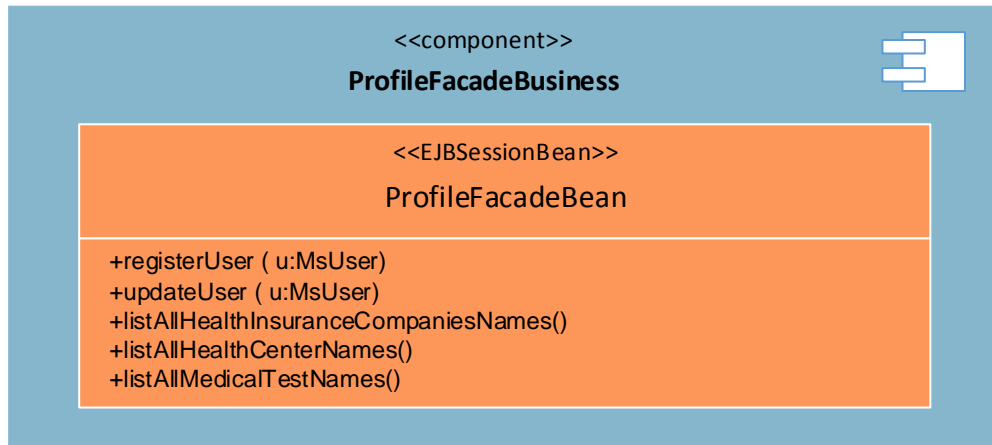 <<component>>
ProfileFacadeBusiness
<<EJBSessionBean>>
ProfileFacadeBean
+registerUser ( u:MsUser)
+updateUser ( u:MsUser)
+listAllHealthInsuranceCompaniesNames()
+listAllHealthCenterNames()
+listAllMedicalTestNames()